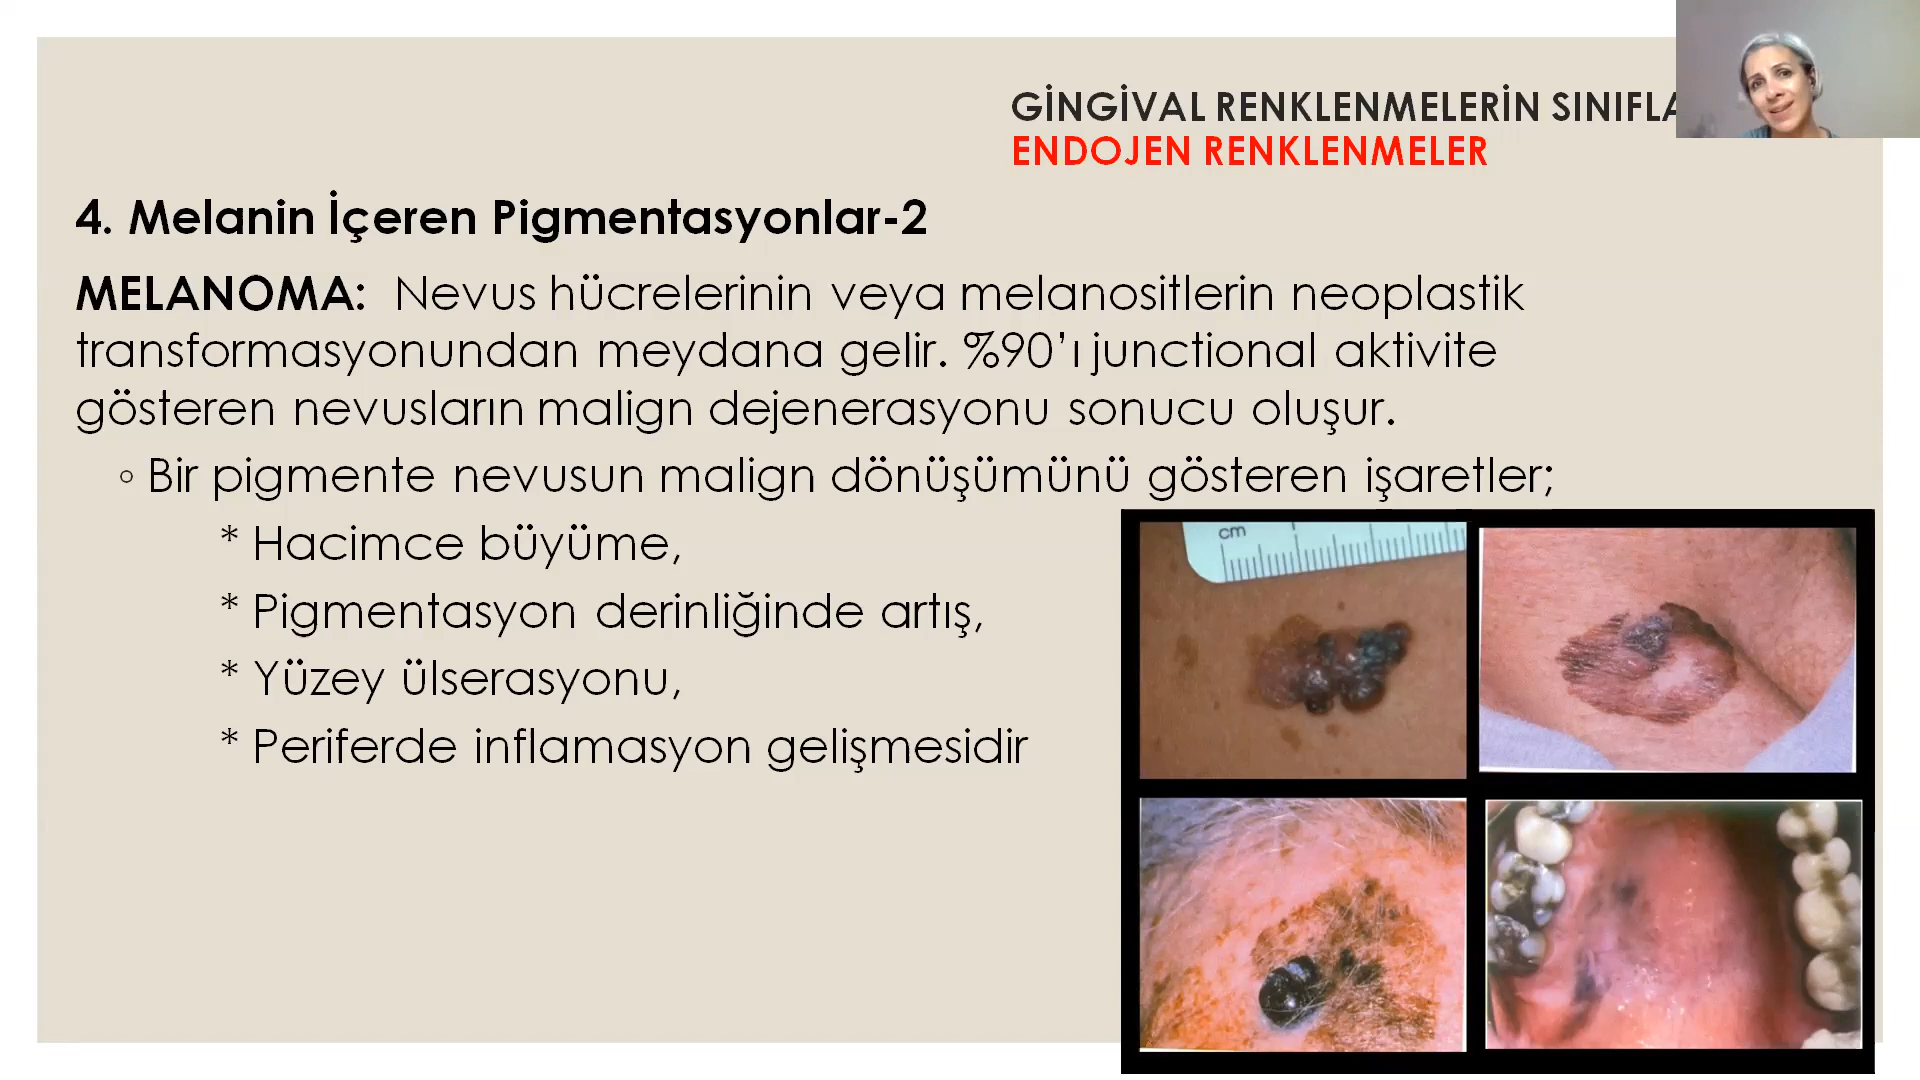 GİNGİVAL RENKLENMELERİN
ENDOJEN RENKLENMELER
4. Melanin İçeren Pigmentasyonlar-2
MELANOMA: Nevus hücrelerinin veya melanositlerin neoplastik
transformasyonundan meydana gelir. %90’ı junctional aktivite
gösteren nevusların malign dejenerasyonu sonucu oluşur.
◦ Bir pigmente nevusun malign dönüşümünü gösteren işaretler;
* Hacimce büyüme,
* Pigmentasyon derinliğinde artış,
* Yüzey ülserasyonu,
* Periferde inflamasyon gelişmesidir
cm